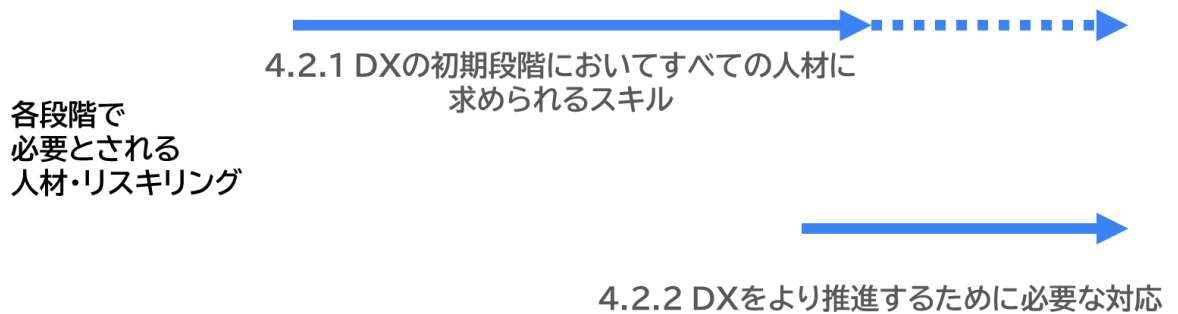 4.2.1 DXの初期段階においてすべての人材に
求められるスキル
各段階で
必要とされる
人材・リスキリング
4.2.2 DXをより推進するために必要な対応